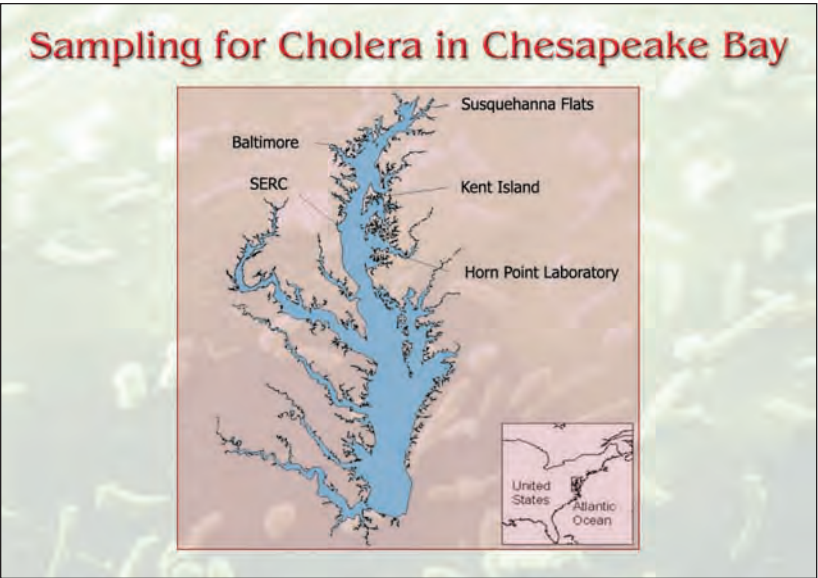 Sampling for Cholera in Chesapeake Bay
Susquehanna Flats
Baltimore
SERC
Kent Island
Horn Point Laboratory
United
States
Atlantic
Ocean